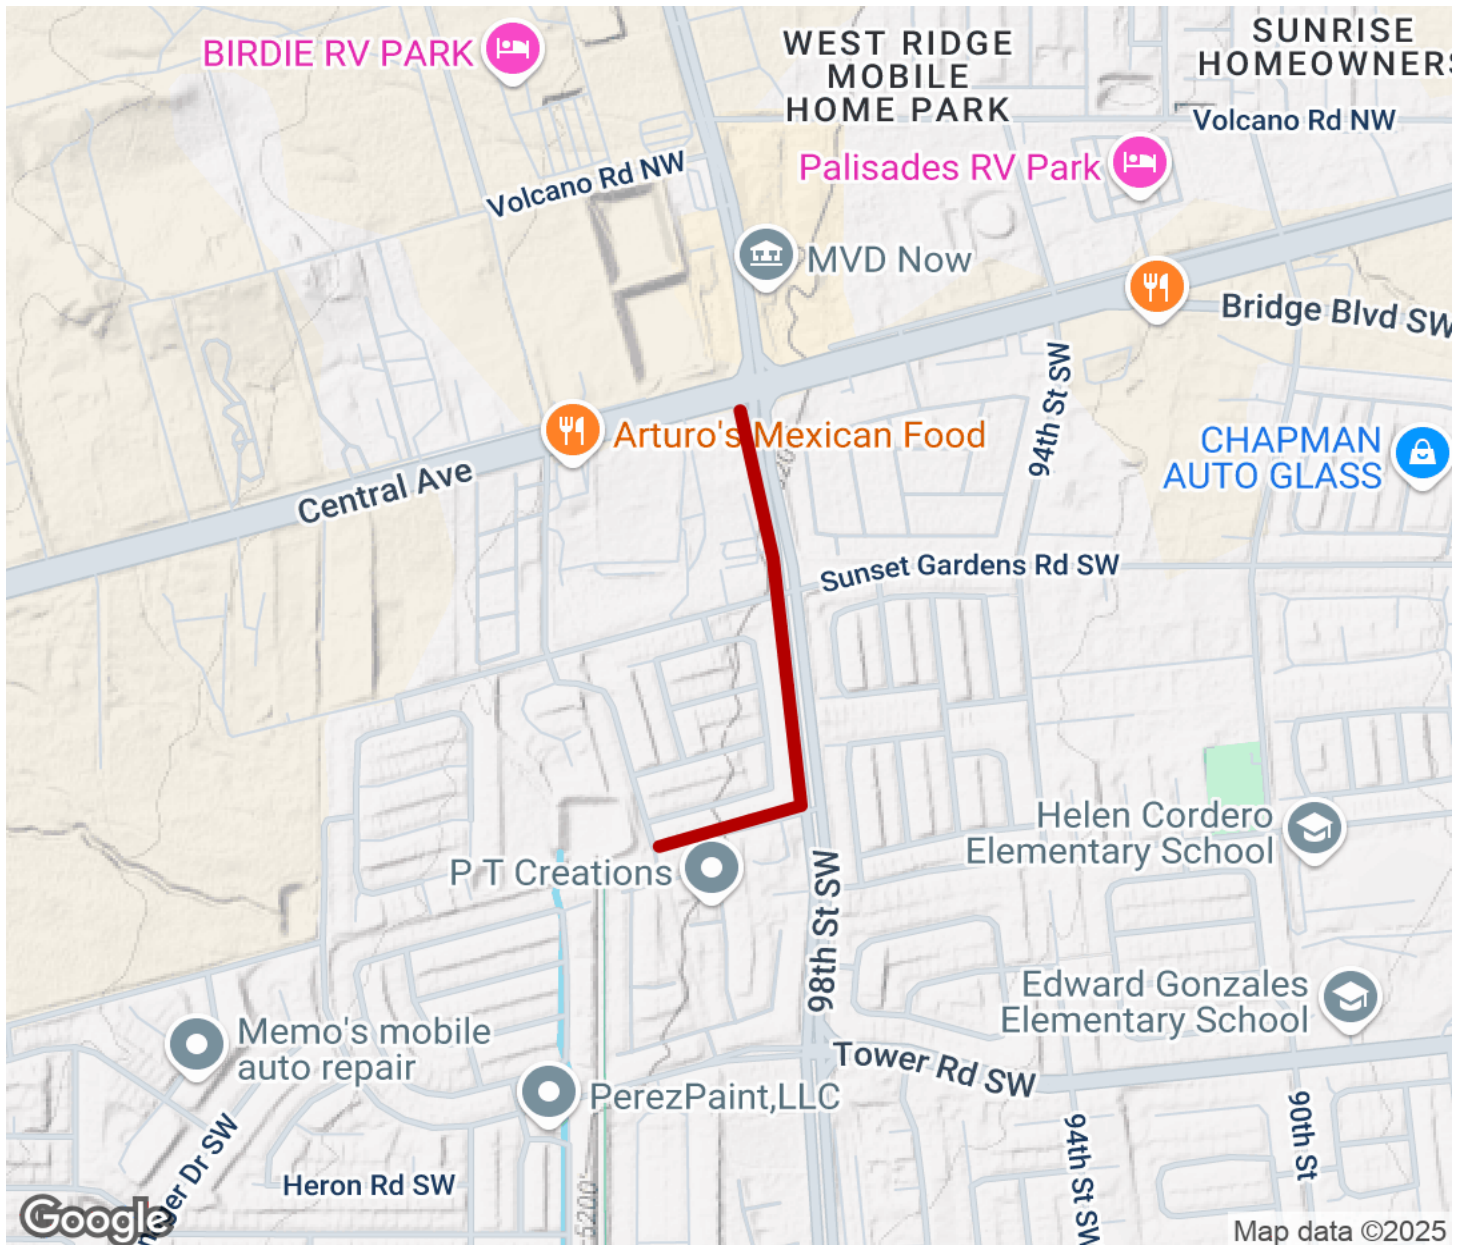 BIRDIE RV PARK
WEST RIDGE
MOBILE
HOME PARK
SUNRISE
HOMEOWNERS
Volcano Rd NW
Volcano Rd NW
Palisades RV Park
MVD Now
Bridge Blvd SW
94th St SW
Arturo's Mexican Food
CHAPMAN
AUTO GLASS
Central Ave
Sunset Gardens Rd SW
Helen Cordero
Elementary School
P T Creations
98th St SW
Edward Gonzales
Elementary School
Memo's mobile
auto repair
Tower Rd SW
PerezPaint,LLC
90th St
94th St SW
Heron Rd SW
5200'
Google
Map data ©2025